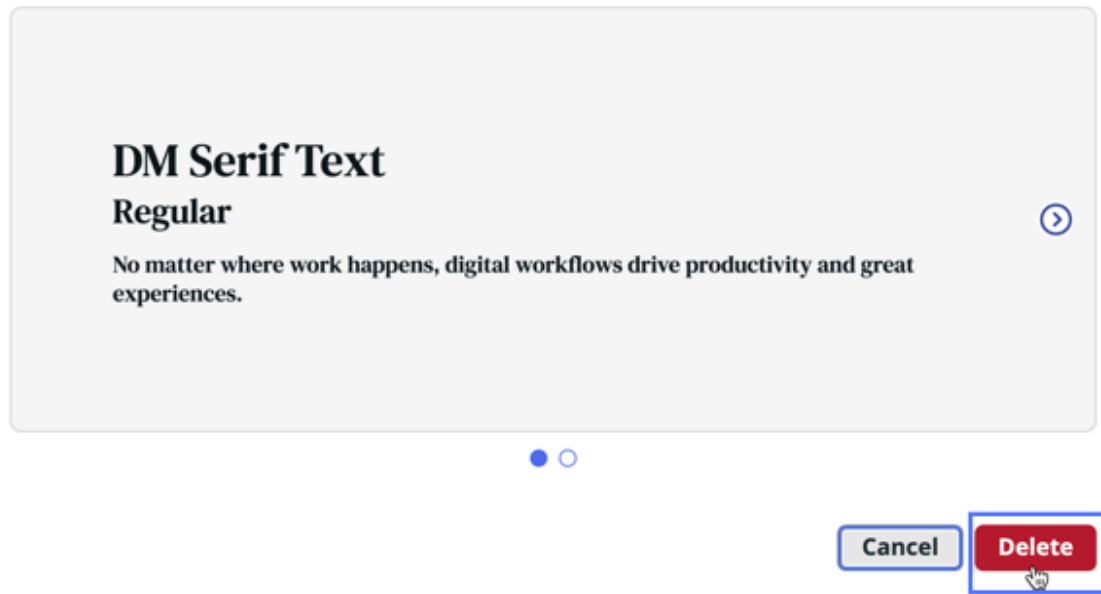 DM Serif Text
Regular
No matter where work happens, digital workflows drive productivity and great
experiences.
Cancel
Delete